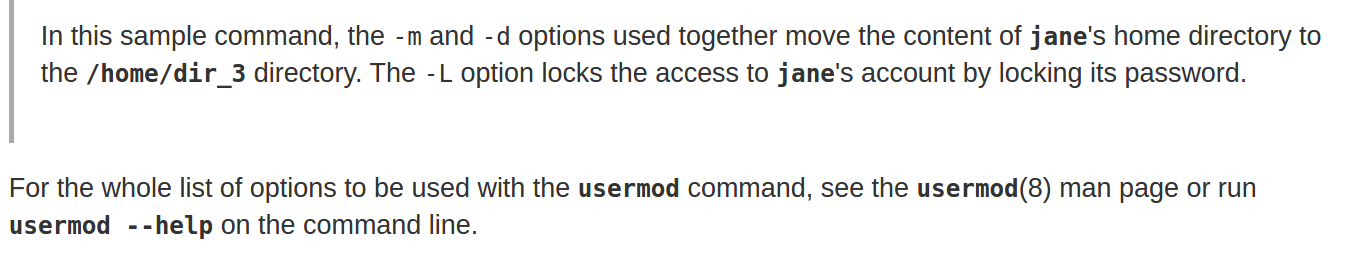 In this sample command, the -m and -d options used together move the content of jane's home directory to
the /home/dir_3 directory. The -L option locks the access to jane's account by locking its password.
For the whole list of options to be used with the usermod command, see the usermod(8) man page or run
usermod --help on the command line.